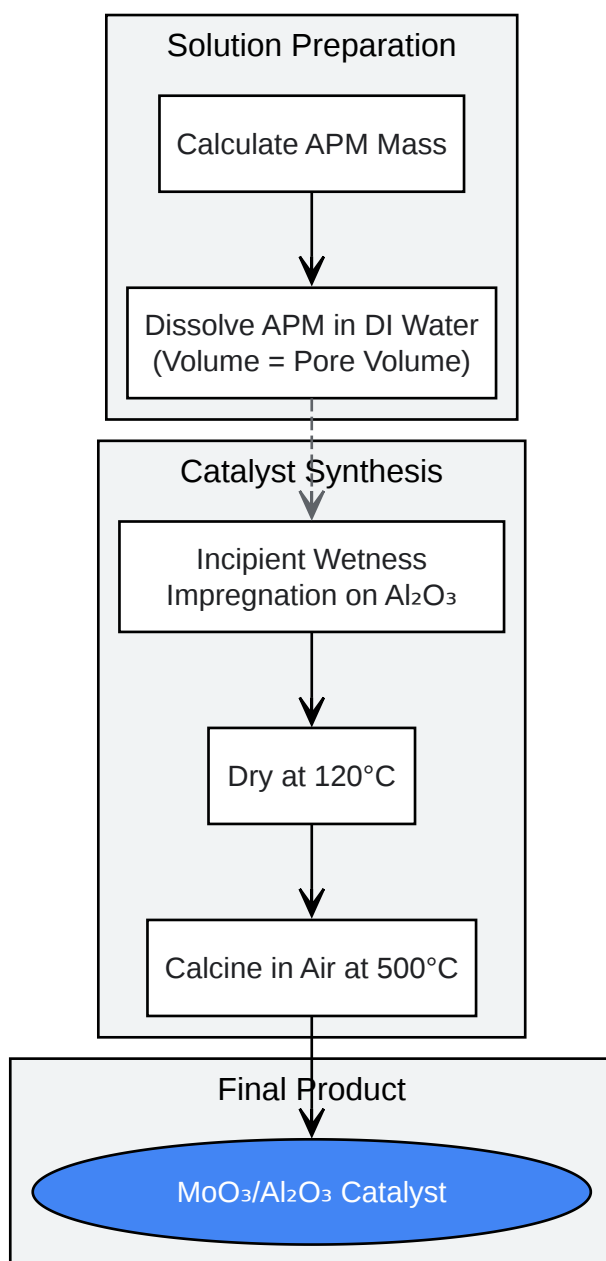 Solution Preparation
Calculate APM Mass
Dissolve APM in DI Water
(Volume = Pore Volume)
Catalyst Synthesis
Incipient Wetness
Impregnation on Al₂O₃
Dry at 120°C
Calcine in Air at 500°C
Final Product
MoO₃/Al₂O₃ Catalyst